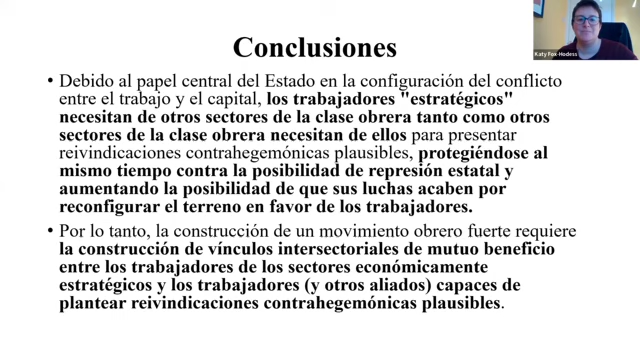 Conclusiones
Katy Fox-Hodess
• Debido al papel central del Estado en la configuración del conflicto
entre el trabajo y el capital, los trabajadores "estratégicos"
necesitan de otros sectores de la clase obrera tanto como otros
sectores de la clase obrera necesitan de ellos para presentar
reivindicaciones contrahegemónicas plausibles, protegiéndose al
mismo tiempo contra la posibilidad de represión estatal y
aumentando la posibilidad de que sus luchas acaben por
reconfigurar el terreno en favor de los trabajadores.
• Por lo tanto, la construcción de un movimiento obrero fuerte requiere
la construcción de vínculos intersectoriales de mutuo beneficio
entre los trabajadores de los sectores económicamente
estratégicos y los trabajadores (y otros aliados) capaces de
plantear reivindicaciones contrahegemónicas plausibles.